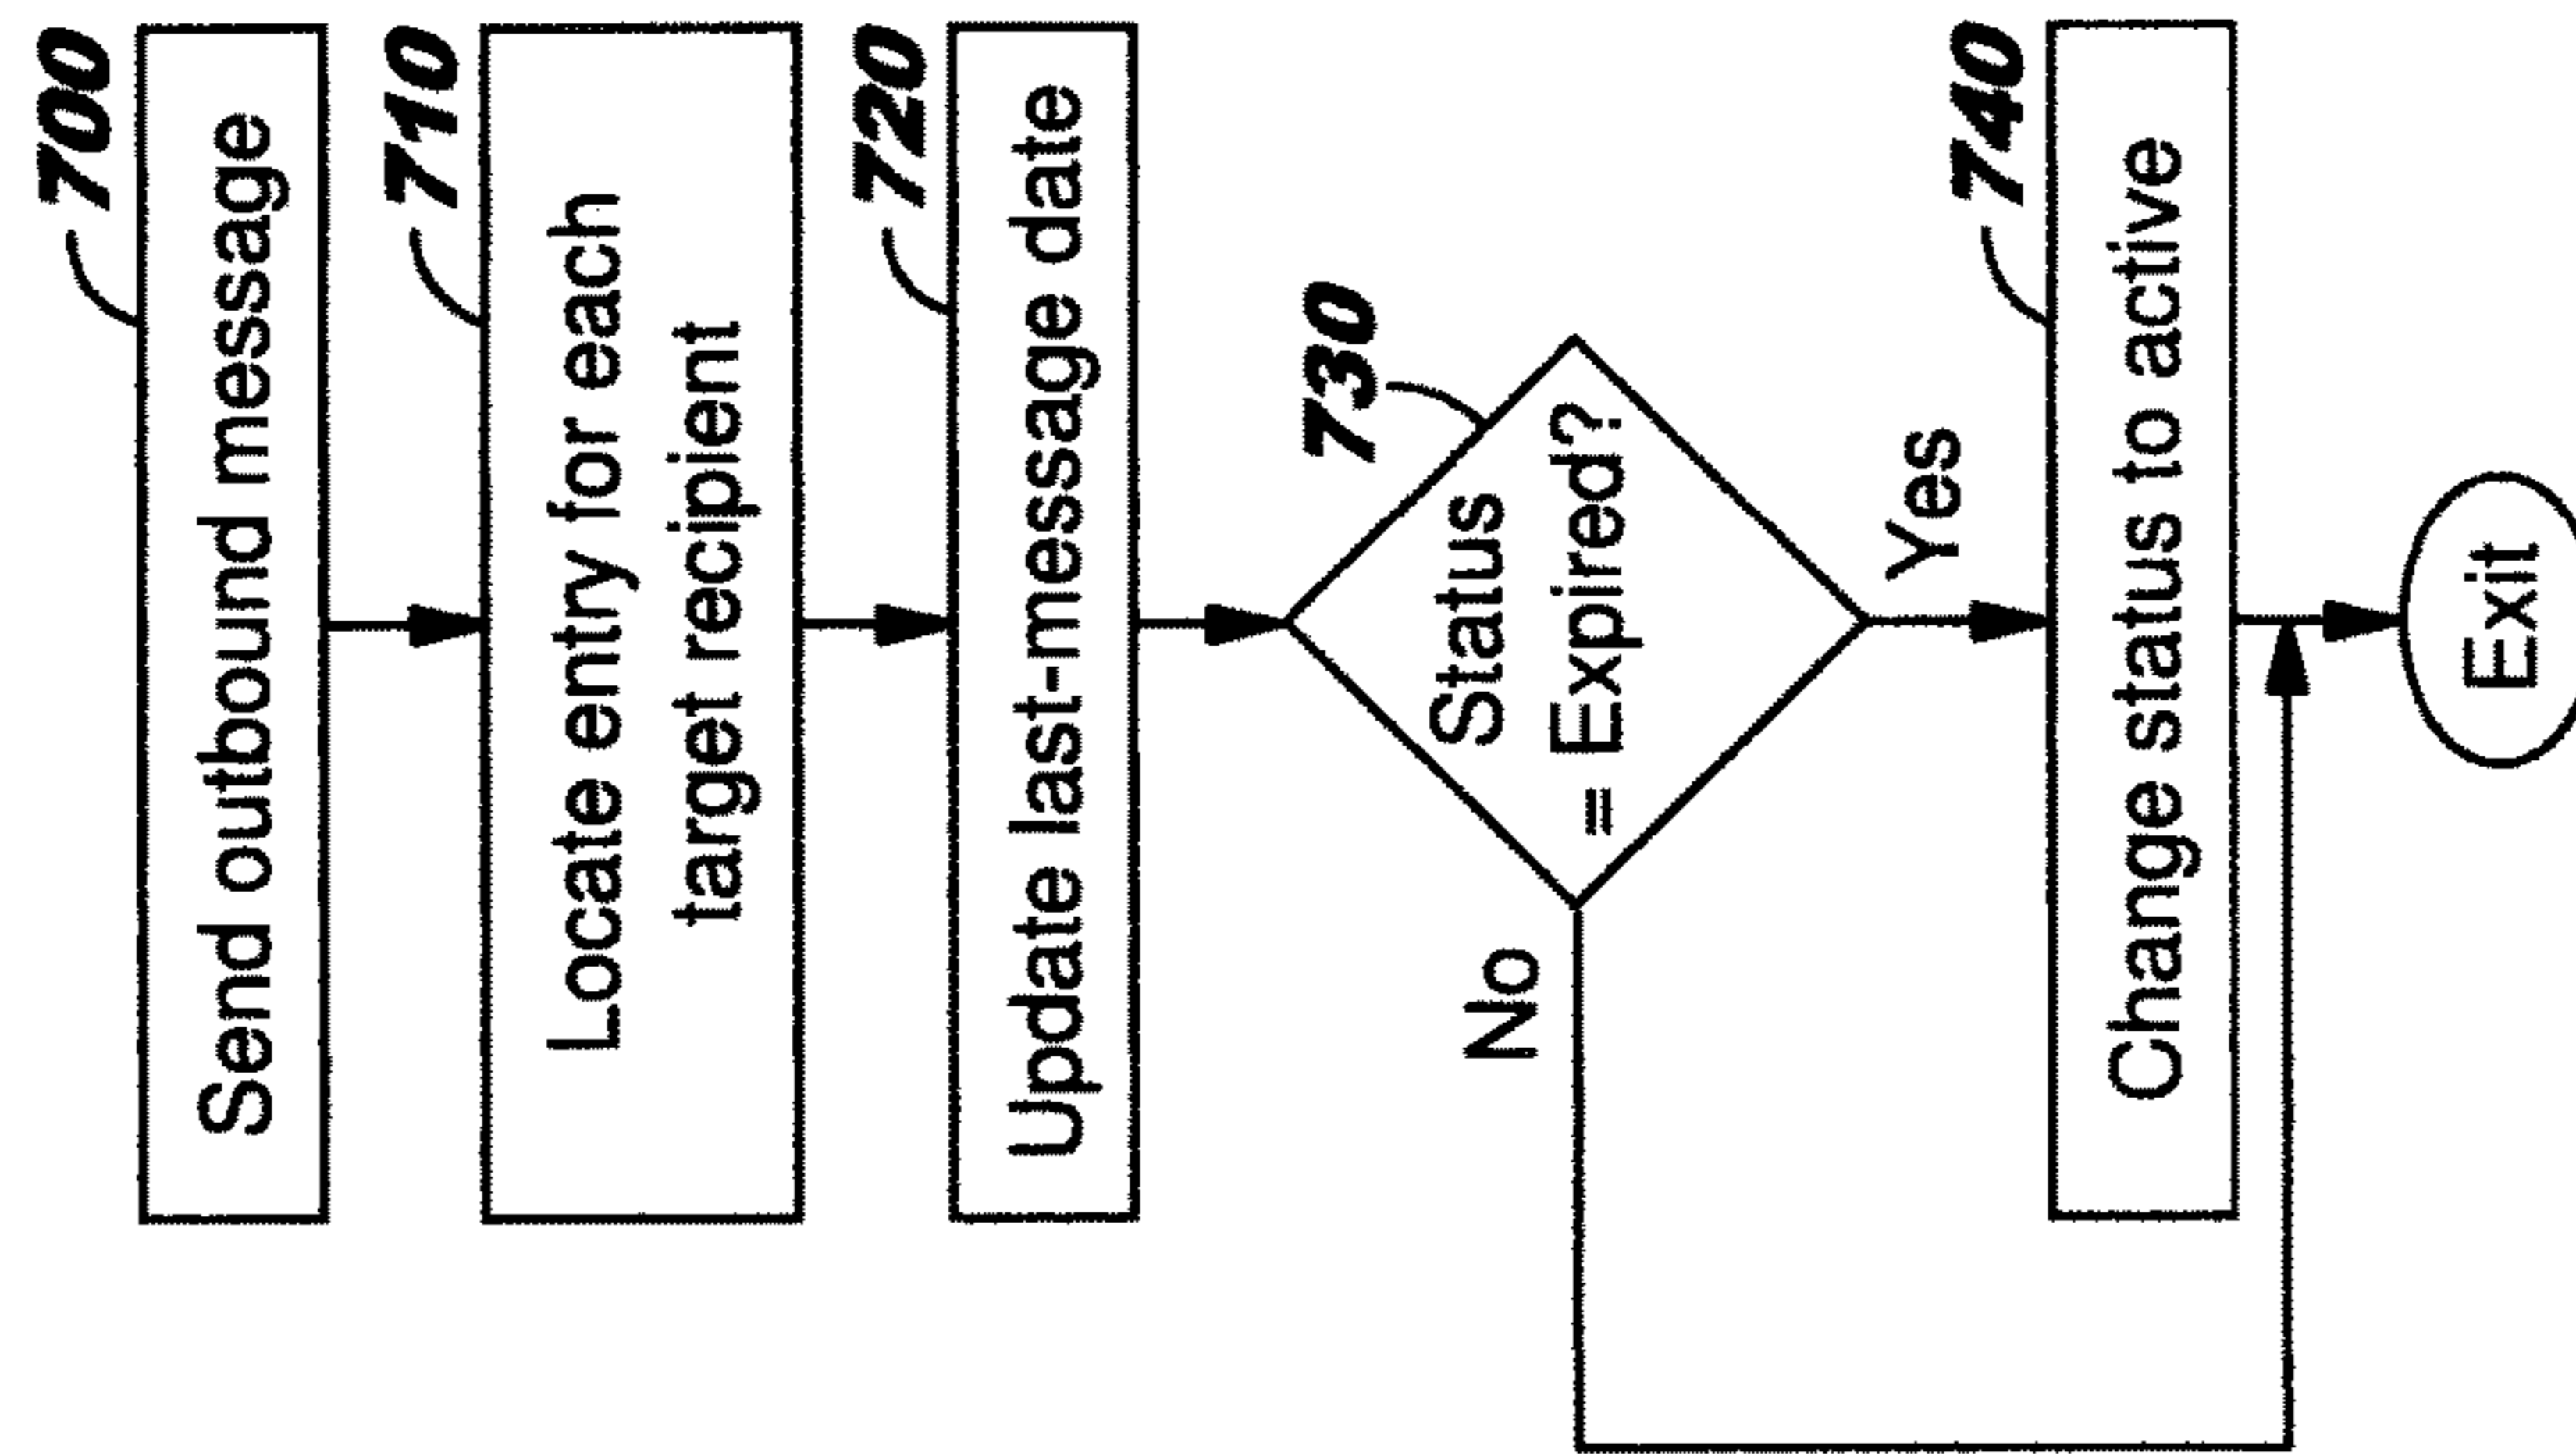 700
Send outbound message
710
Locate entry for each
target recipient
720
Update last-message date
730
Status
= Expired?
No
Yes
740
Change status to active
Exit